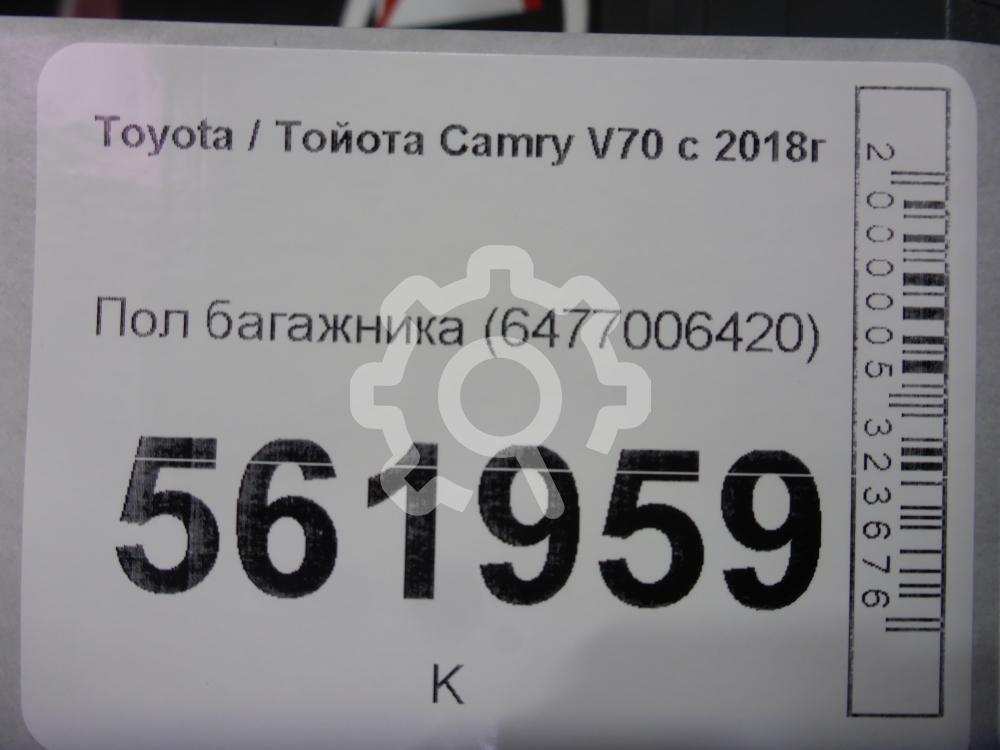 Toyota / Тойота Camry V70 с 2018г
Пол багажника (6477006420)
561959
К
2000005323676